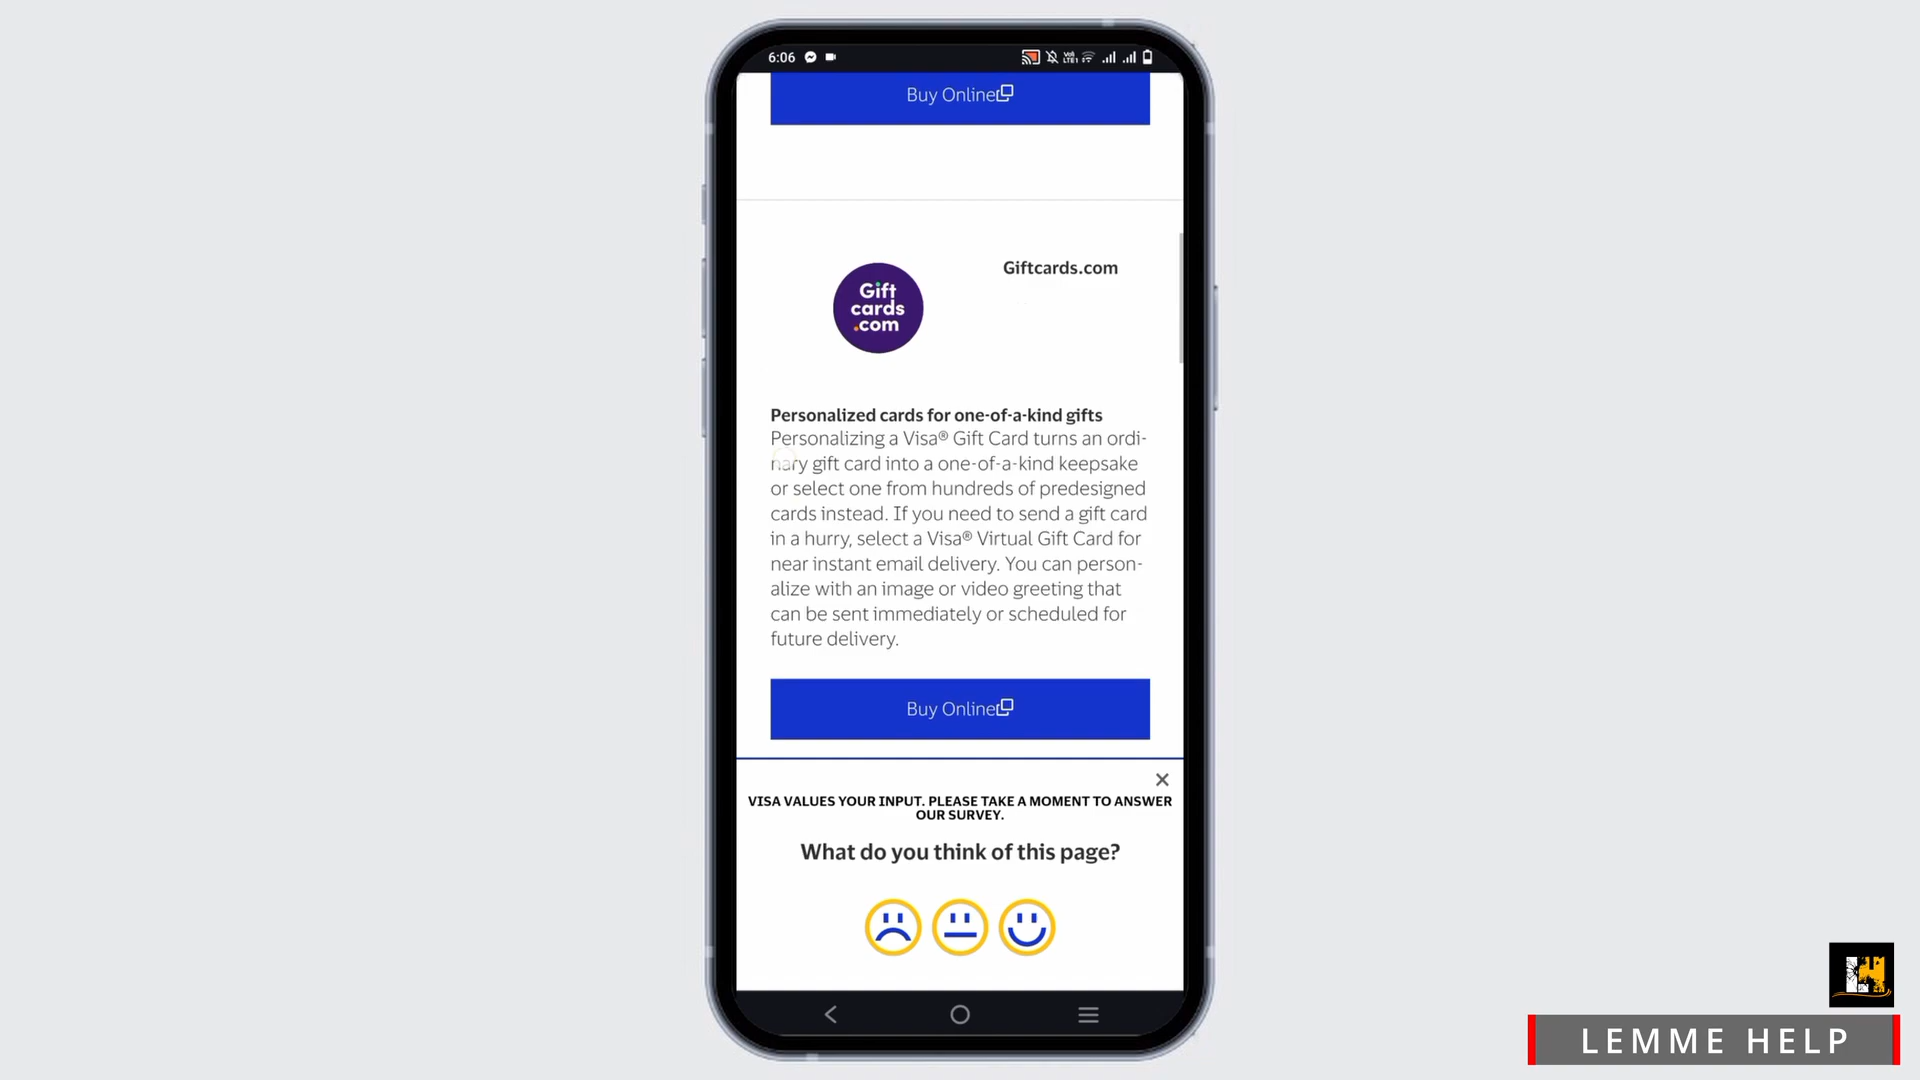 6:06
Buy Online
Giftcards.com
Gift
cards
.com
Personalized cards for one-of-a-kind gifts
Personalizing a Visa® Gift Card turns an ordi-
nary gift card into a one-of-a-kind keepsake
or select one from hundreds of predesigned
cards instead. If you need to send a gift card
in a hurry, select a Visa® Virtual Gift Card for
near instant email delivery. You can person-
alize with an image or video greeting that
can be sent immediately or scheduled for
future delivery.
Buy Online
VISA VALUES YOUR INPUT. PLEASE TAKE A MOMENT TO ANSWER
OUR SURVEY.
What do you think of this page?
LEMME HELP